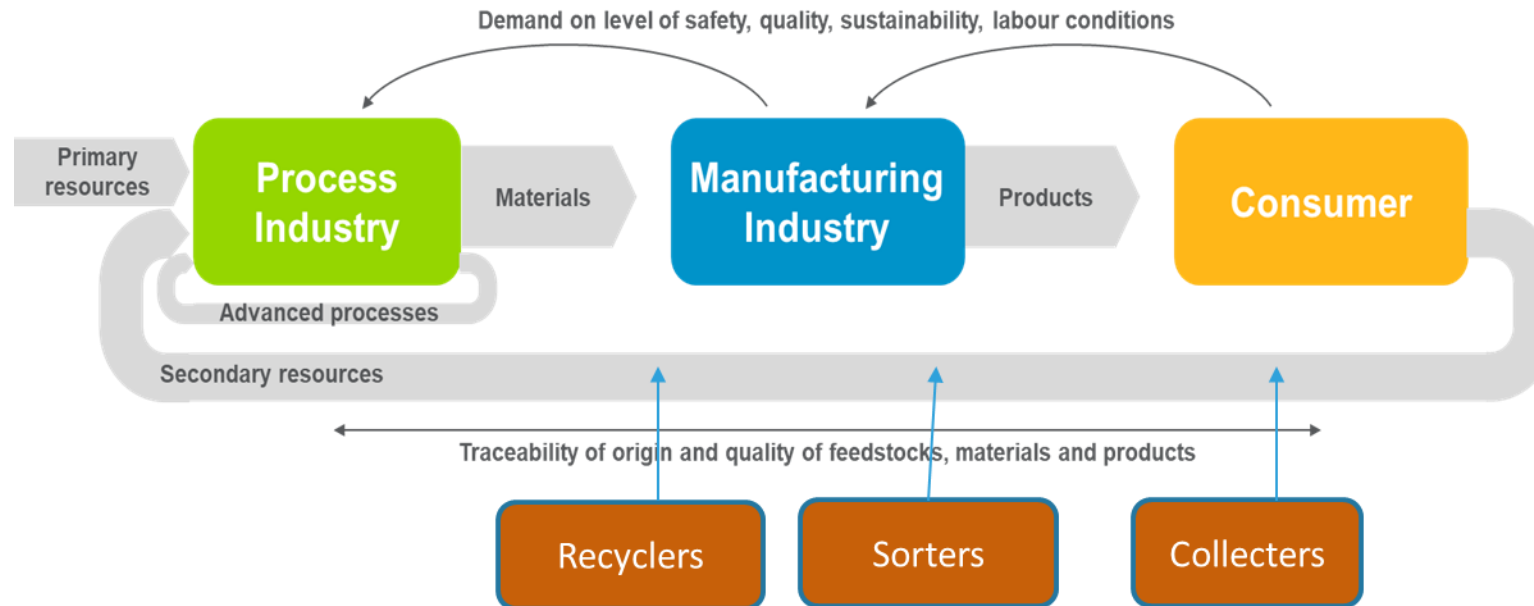 Demand on level of safety, quality, sustainability, labour conditions
Primary
resources
Process
Industry
Materials
Manufacturing
Industry
Products
Consumer
Advanced processes
Secondary resources
Traceability of origin and quality of feedstocks, materials and products
Recyclers
Sorters
Collecters